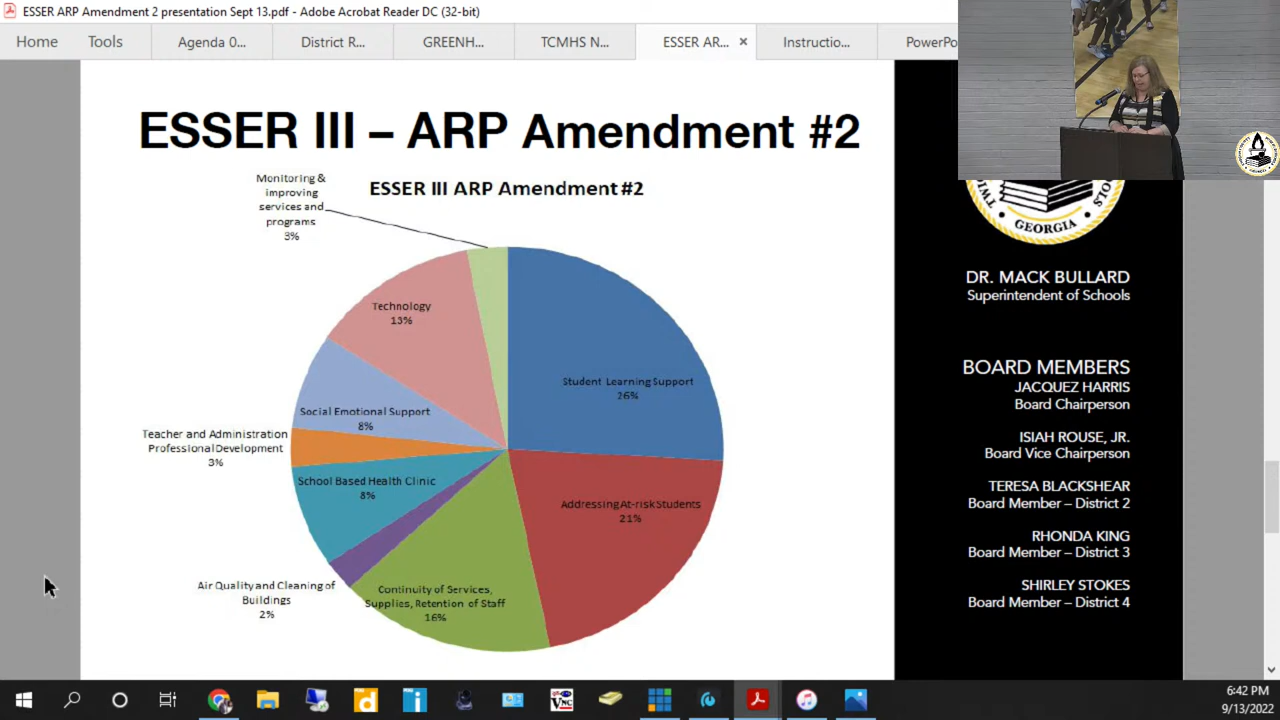 ESSER ARP Amendment 2 presentation Sept 13.pdf - Adobe Acrobat Reader DC (32-bit)
Home
Tools
Agenda 0...
District R...
GREENH...
TCMHS N...
ESSER AR...
Instructio...
PowerPo
ESSER III – ARP Amendment #2
ESSER III ARP Amendment #2
Monitoring &
improving
services and
programs
3%
Technology
13%
Student Learning Support
26%
Social Emotional Support
8%
Teacher and Administration
Professional Development
3%
School Based Health Clinic
8%
Addressing At-risk Students
21%
Air Quality and Cleaning of
Buildings
2%
Continuity of Services,
Supplies, Retention of Staff
16%
GEORGIA
DR. MACK BULLARD
Superintendent of Schools
BOARD MEMBERS
JACQUEZ HARRIS
Board Chairperson
ISIAH ROUSE, JR.
Board Vice Chairperson
TERESA BLACKSHEAR
Board Member – District 2
RHONDA KING
Board Member – District 3
SHIRLEY STOKES
Board Member – District 4
6:42 PM
9/13/2022